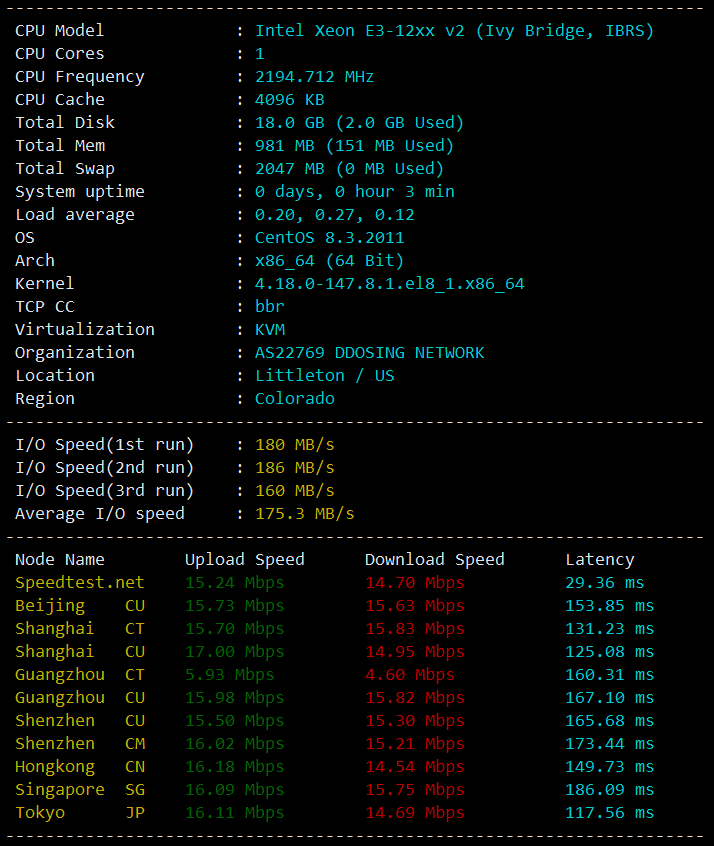 ----------------------------------------------------------------------
CPU Model : Intel Xeon E3-12xx v2 (Ivy Bridge, IBRS)
CPU Cores : 1
CPU Frequency : 2194.712 MHz
CPU Cache : 4096 KB
Total Disk : 18.0 GB (2.0 GB Used)
Total Mem : 981 MB (151 MB Used)
Total Swap : 2047 MB (0 MB Used)
System uptime : 0 days, 0 hour 3 min
Load average : 0.20, 0.27, 0.12
OS : CentOS 8.3.2011
Arch : x86_64 (64 Bit)
Kernel : 4.18.0-147.8.1.el8_1.x86_64
TCP CC : bbr
Virtualization : KVM
Organization : AS22769 DDOSING NETWORK
Location : Littleton / US
Region : Colorado
----------------------------------------------------------------------
I/O Speed(1st run) : 180 MB/s
I/O Speed(2nd run) : 186 MB/s
I/O Speed(3rd run) : 160 MB/s
Average I/O speed : 175.3 MB/s
----------------------------------------------------------------------
Node Name Upload Speed Download Speed Latency
Speedtest.net 15.24 Mbps 14.70 Mbps 29.36 ms
Beijing CU 15.73 Mbps 15.63 Mbps 153.85 ms
Shanghai CT 15.70 Mbps 15.83 Mbps 131.23 ms
Shanghai CU 17.00 Mbps 14.95 Mbps 125.08 ms
Guangzhou CT 5.93 Mbps 4.60 Mbps 160.31 ms
Guangzhou CU 15.98 Mbps 15.82 Mbps 167.10 ms
Shenzhen CU 15.50 Mbps 15.30 Mbps 165.68 ms
Shenzhen CM 16.02 Mbps 15.21 Mbps 173.44 ms
Hongkong CN 16.18 Mbps 14.54 Mbps 149.73 ms
Singapore SG 16.09 Mbps 15.75 Mbps 186.09 ms
Tokyo JP 16.11 Mbps 14.69 Mbps 117.56 ms
----------------------------------------------------------------------